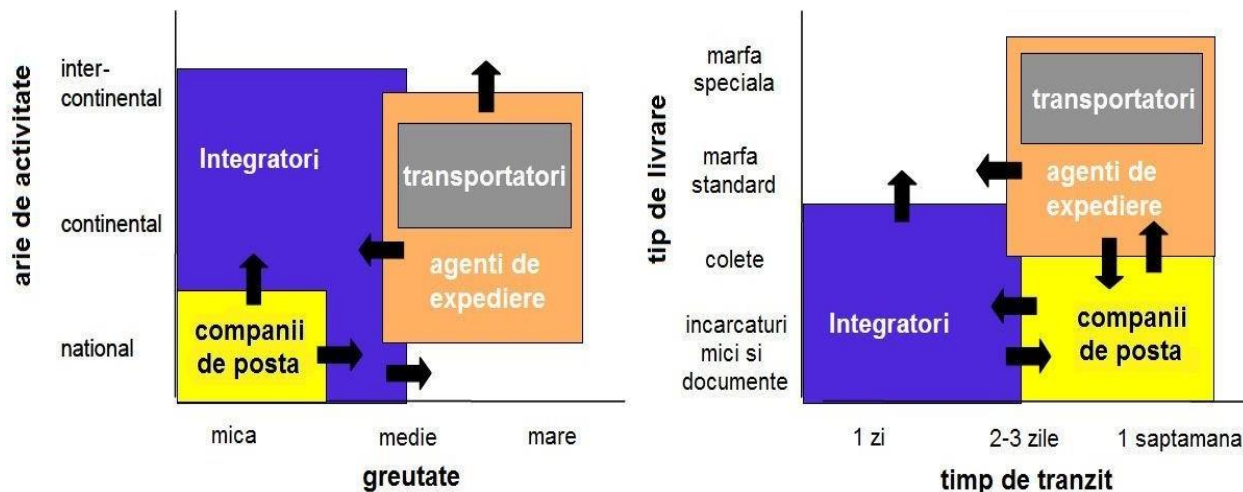 arie de activitate
inter-
continental
continental
national
Integratori
transportatori
agenti de
expediere
companii
de posta
mica
medie
mare
greutate
tip de livrare
marfa
speciala
marfa
standard
colete
incarcaturi
mici si
documente
transportatori
agenti de
expediere
Integratori
companii
de posta
1 zi
2-3 zile
1 saptamana
timp de tranzit